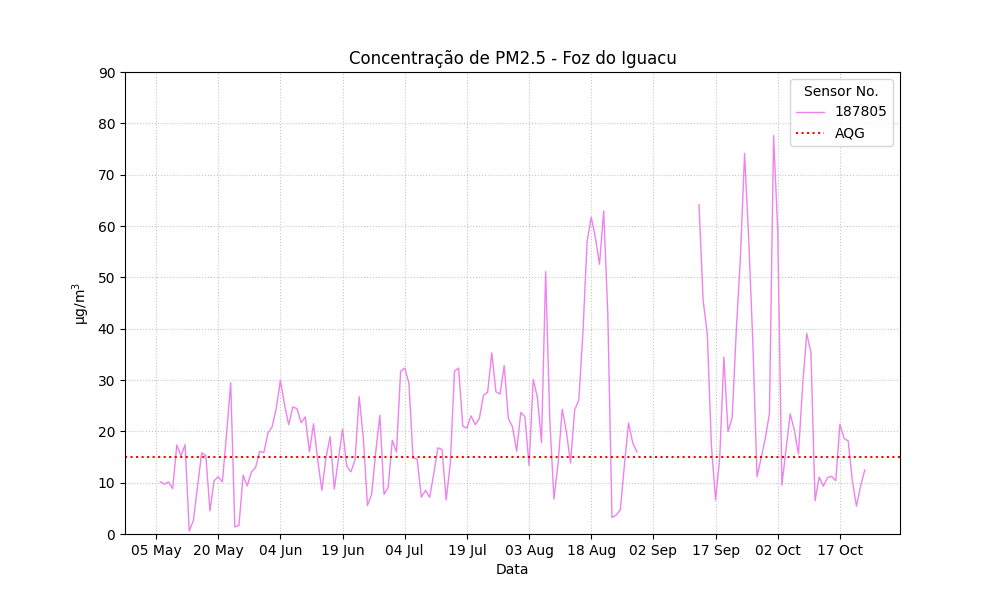 Concentração de PM2.5 - Foz do Iguacu
90
80
70
60
50
40
30
20
10
0
µg/m³
Sensor No.
187805
AQG
05 May 20 May 04 Jun 19 Jun 04 Jul 19 Jul 03 Aug 18 Aug 02 Sep 17 Sep 02 Oct 17 Oct
Data